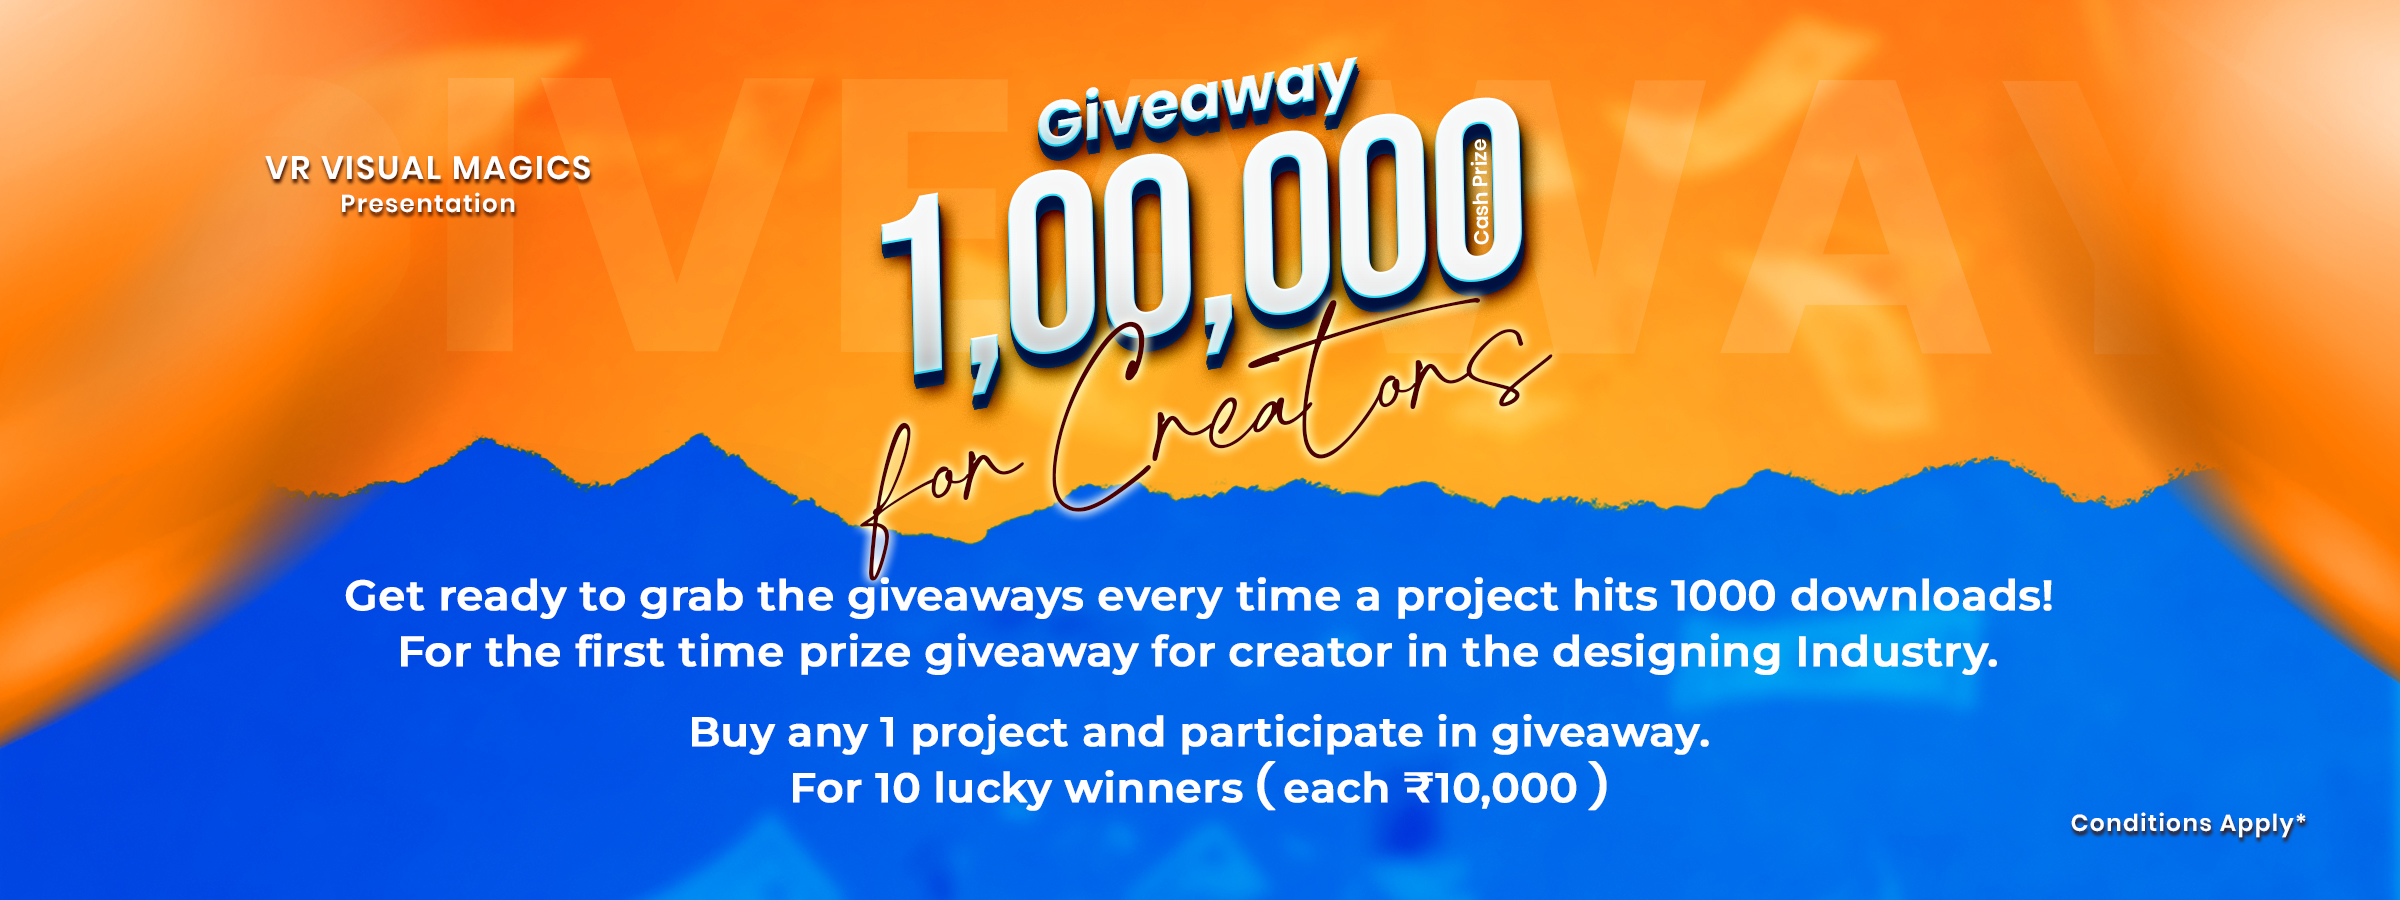 GIVEAWAY
VR VISUAL MAGICS
Presentation
Giveaway
1,00,000
Cash Prize
for Creators
Get ready to grab the giveaways every time a project hits 1000 downloads!
For the first time prize giveaway for creator in the designing Industry.
Buy any 1 project and participate in giveaway.
For 10 lucky winners ( each ₹10,000 )
Conditions Apply*